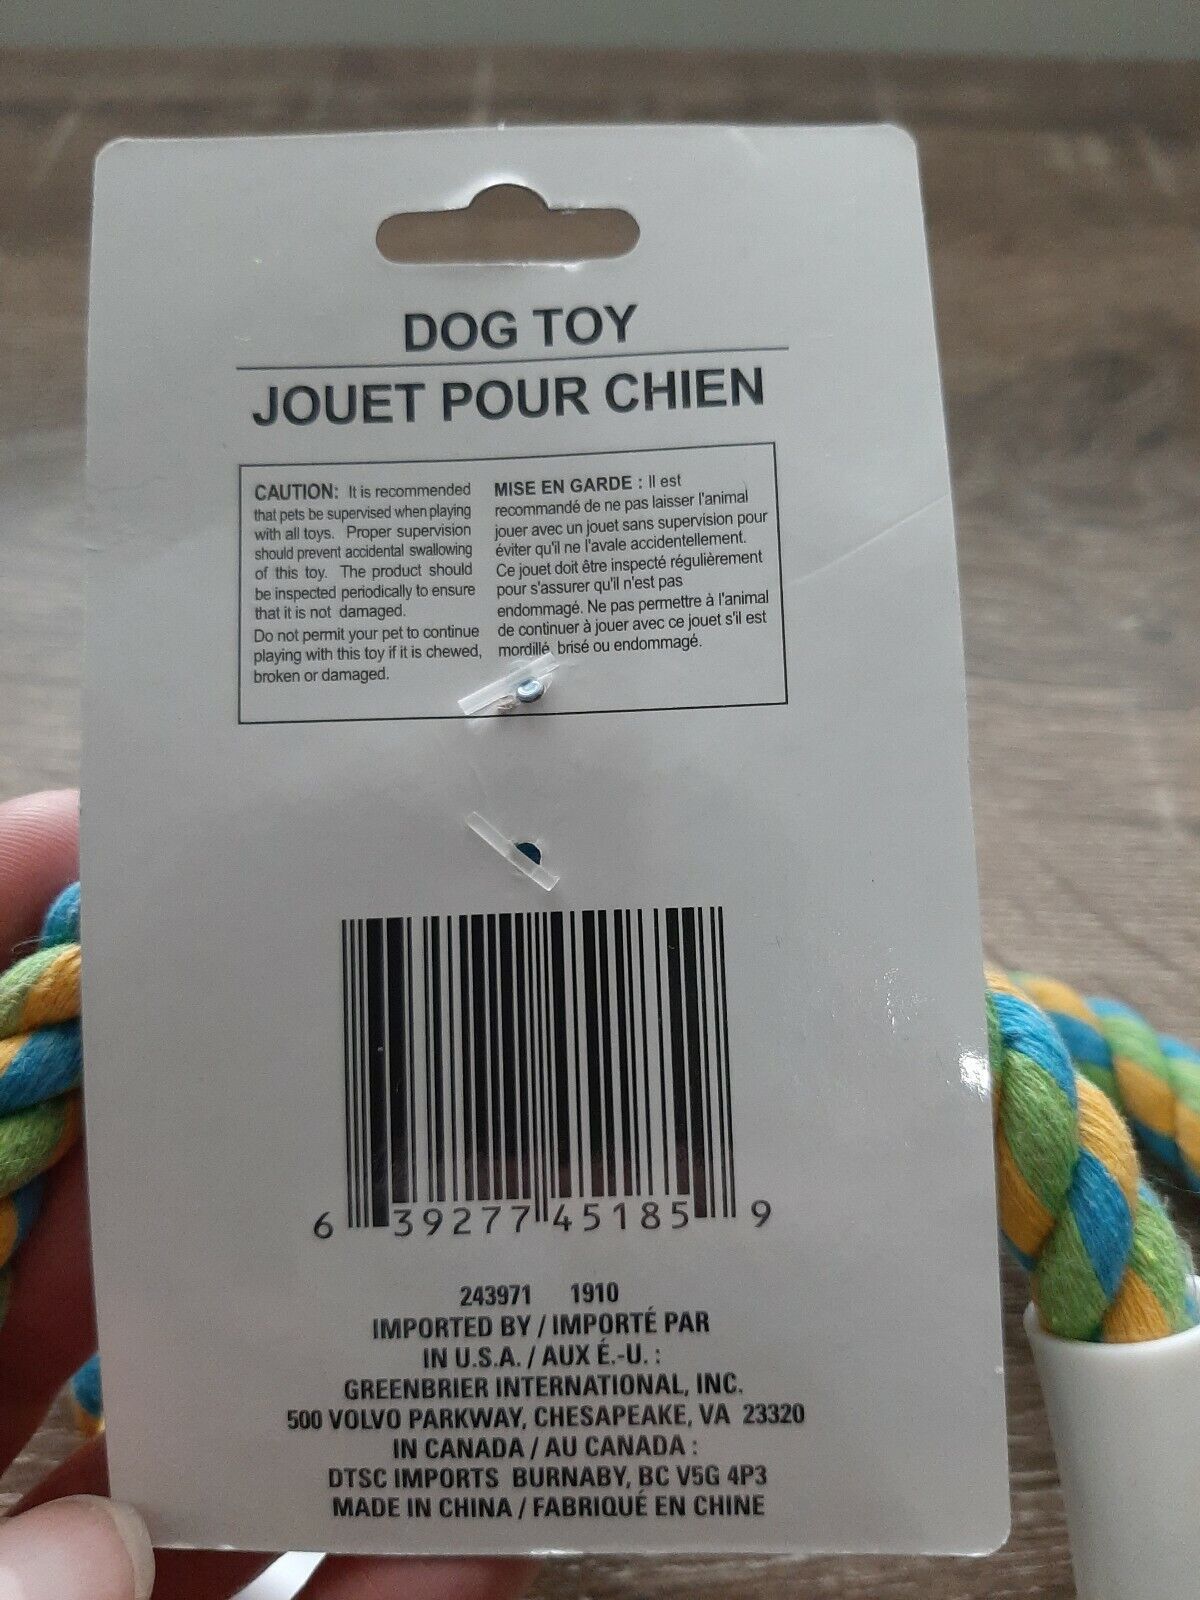 DOG TOY
JOUET POUR CHIEN
CAUTION: It is recommended
that pets be supervised when playing
with all toys. Proper supervision
should prevent accidental swallowing
of this toy. The product should
be inspected periodically to ensure
that it is not damaged.
Do not permit your pet to continue
playing with this toy if it is chewed,
broken or damaged.
MISE EN GARDE : Il est
recommandé de ne pas laisser l'animal
jouer avec un jouet sans supervision pour
éviter qu'il ne l'avale accidentellement.
Ce jouet doit être inspecté régulièrement
pour s'assurer qu'il n'est pas
endommagé. Ne pas permettre à l'animal
de continuer à jouer avec ce jouet s'il est
mordillé, brisé ou endommagé.
6 39277 45185 9
243971 1910
IMPORTED BY / IMPORTÉ PAR
IN U.S.A. / AUX É.-U. :
GREENBRIER INTERNATIONAL, INC.
500 VOLVO PARKWAY, CHESAPEAKE, VA 23320
IN CANADA / AU CANADA :
DTSC IMPORTS BURNABY, BC V5G 4P3
MADE IN CHINA / FABRIQUÉ EN CHINE